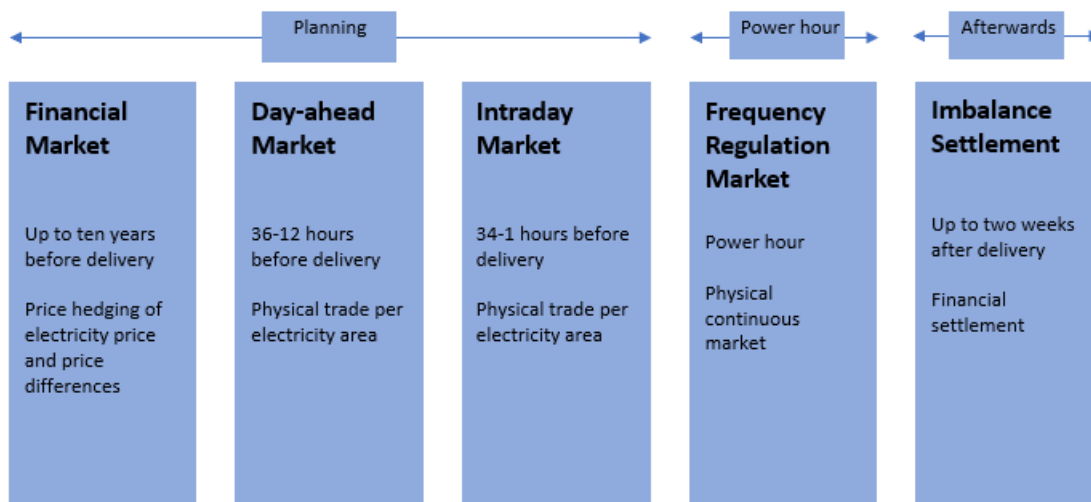 Planning
Power hour
Afterwards
Financial
Market
Up to ten years
before delivery
Price hedging of
electricity price
and price
differences
Day-ahead
Market
36-12 hours
before delivery
Physical trade per
electricity area
Intraday
Market
34-1 hours before
delivery
Physical trade per
electricity area
Frequency
Regulation
Market
Power hour
Physical
continuous
market
Imbalance
Settlement
Up to two weeks
after delivery
Financial
settlement